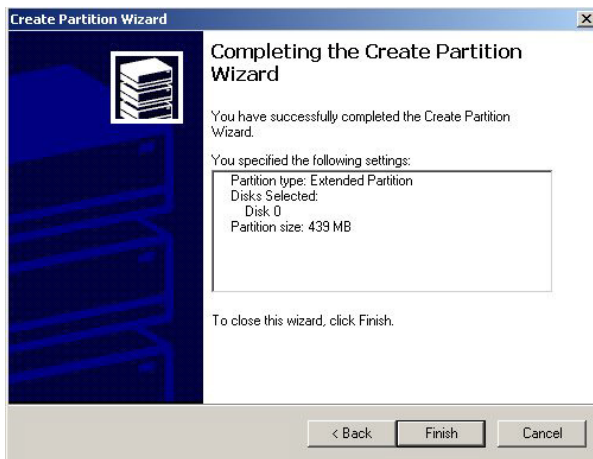 Create Partition Wizard
Completing the Create Partition
Wizard
You have successfully completed the Create Partition
Wizard.
You specified the following settings:
Partition type: Extended Partition
Disks Selected:
Disk 0
Partition size: 439 MB
To close this wizard, click Finish.
< Back Finish Cancel